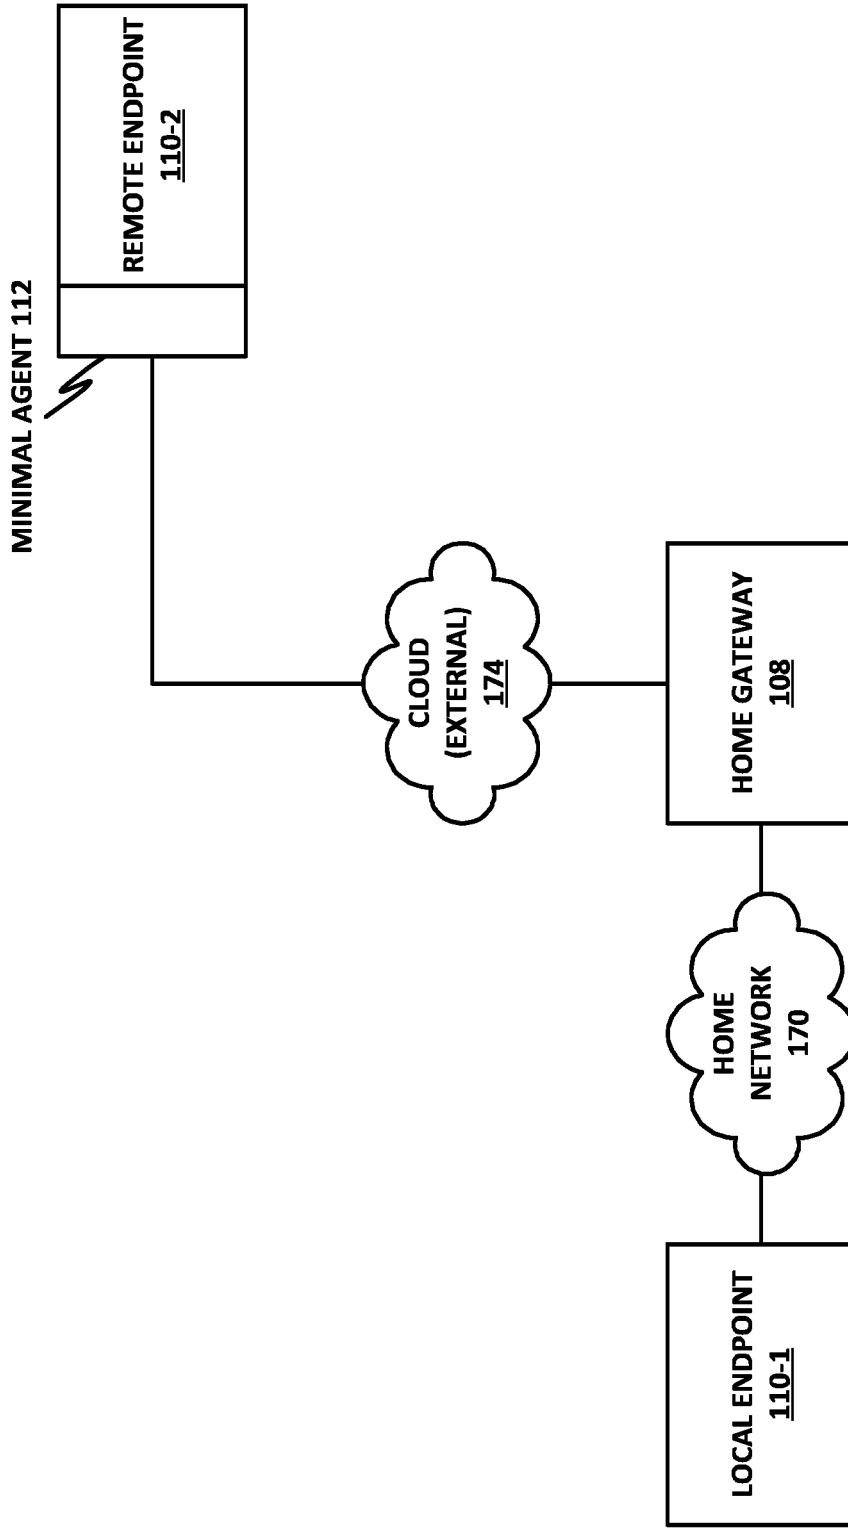 MINIMAL AGENT 112
REMOTE ENDPOINT
110-2
CLOUD
(EXTERNAL)
174
LOCAL ENDPOINT
110-1
HOME
NETWORK
170
HOME GATEWAY
108